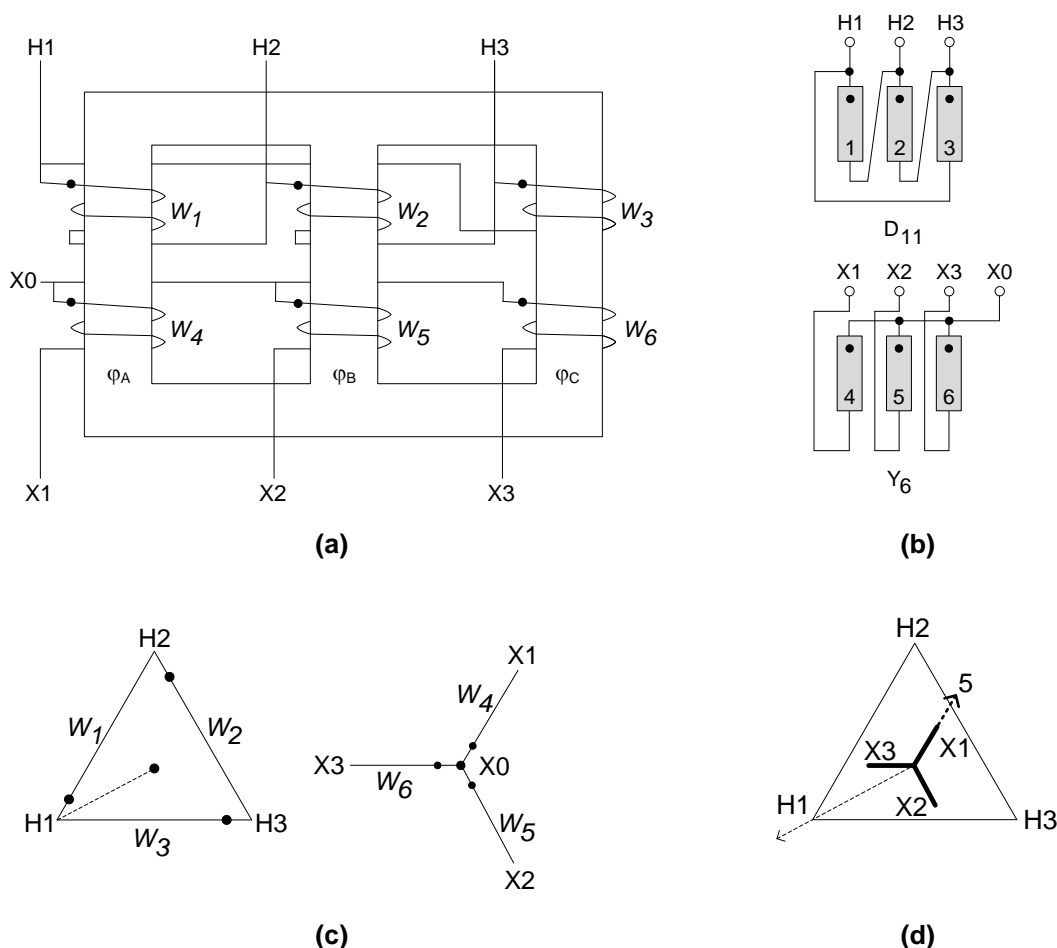 H1 H2 H3
W1 W2 W3
X0
W4 W5 W6
φA φB φC
X1 X2 X3
(a)
H1 H2 H3
1 2 3
D11
X1 X2 X3 X0
4 5 6
Y6
(b)
H2
W1 W2
H1 H3
W3
X1
W4
X3 X0
W6
W5
X2
(c)
H2
5
X3 X1
H1 X2
H3
(d)